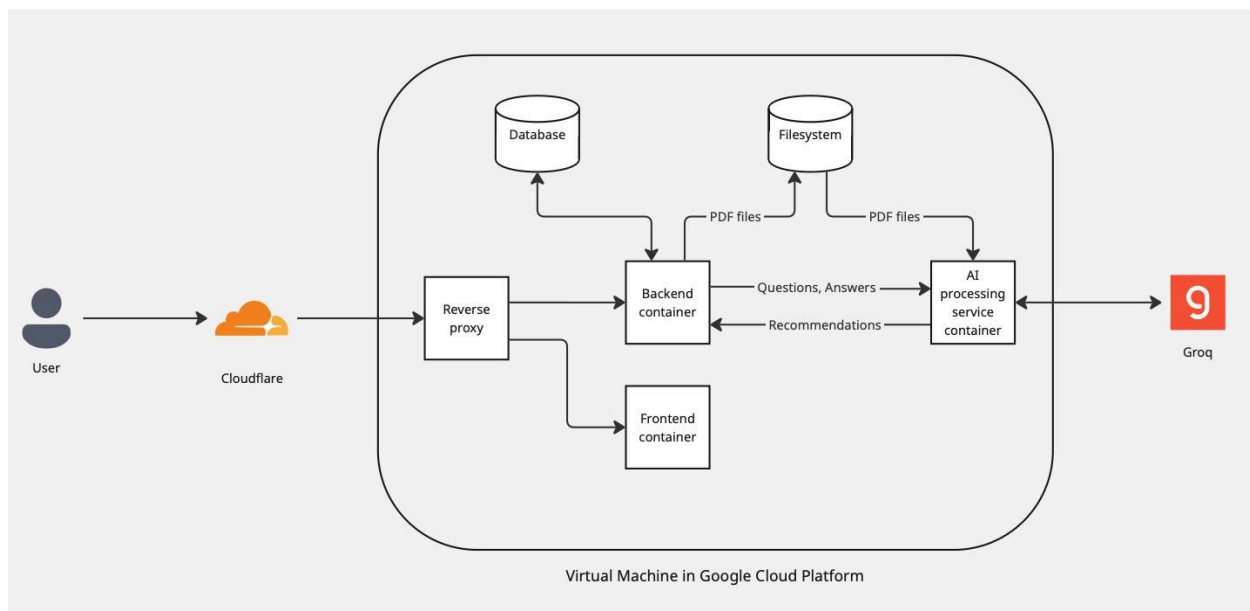 Database
Filesystem
PDF files
PDF files
User
Cloudflare
Reverse
proxy
Backend
container
Questions, Answers
Recommendations
AI
processing
service
container
Groq
Frontend
container
Virtual Machine in Google Cloud Platform